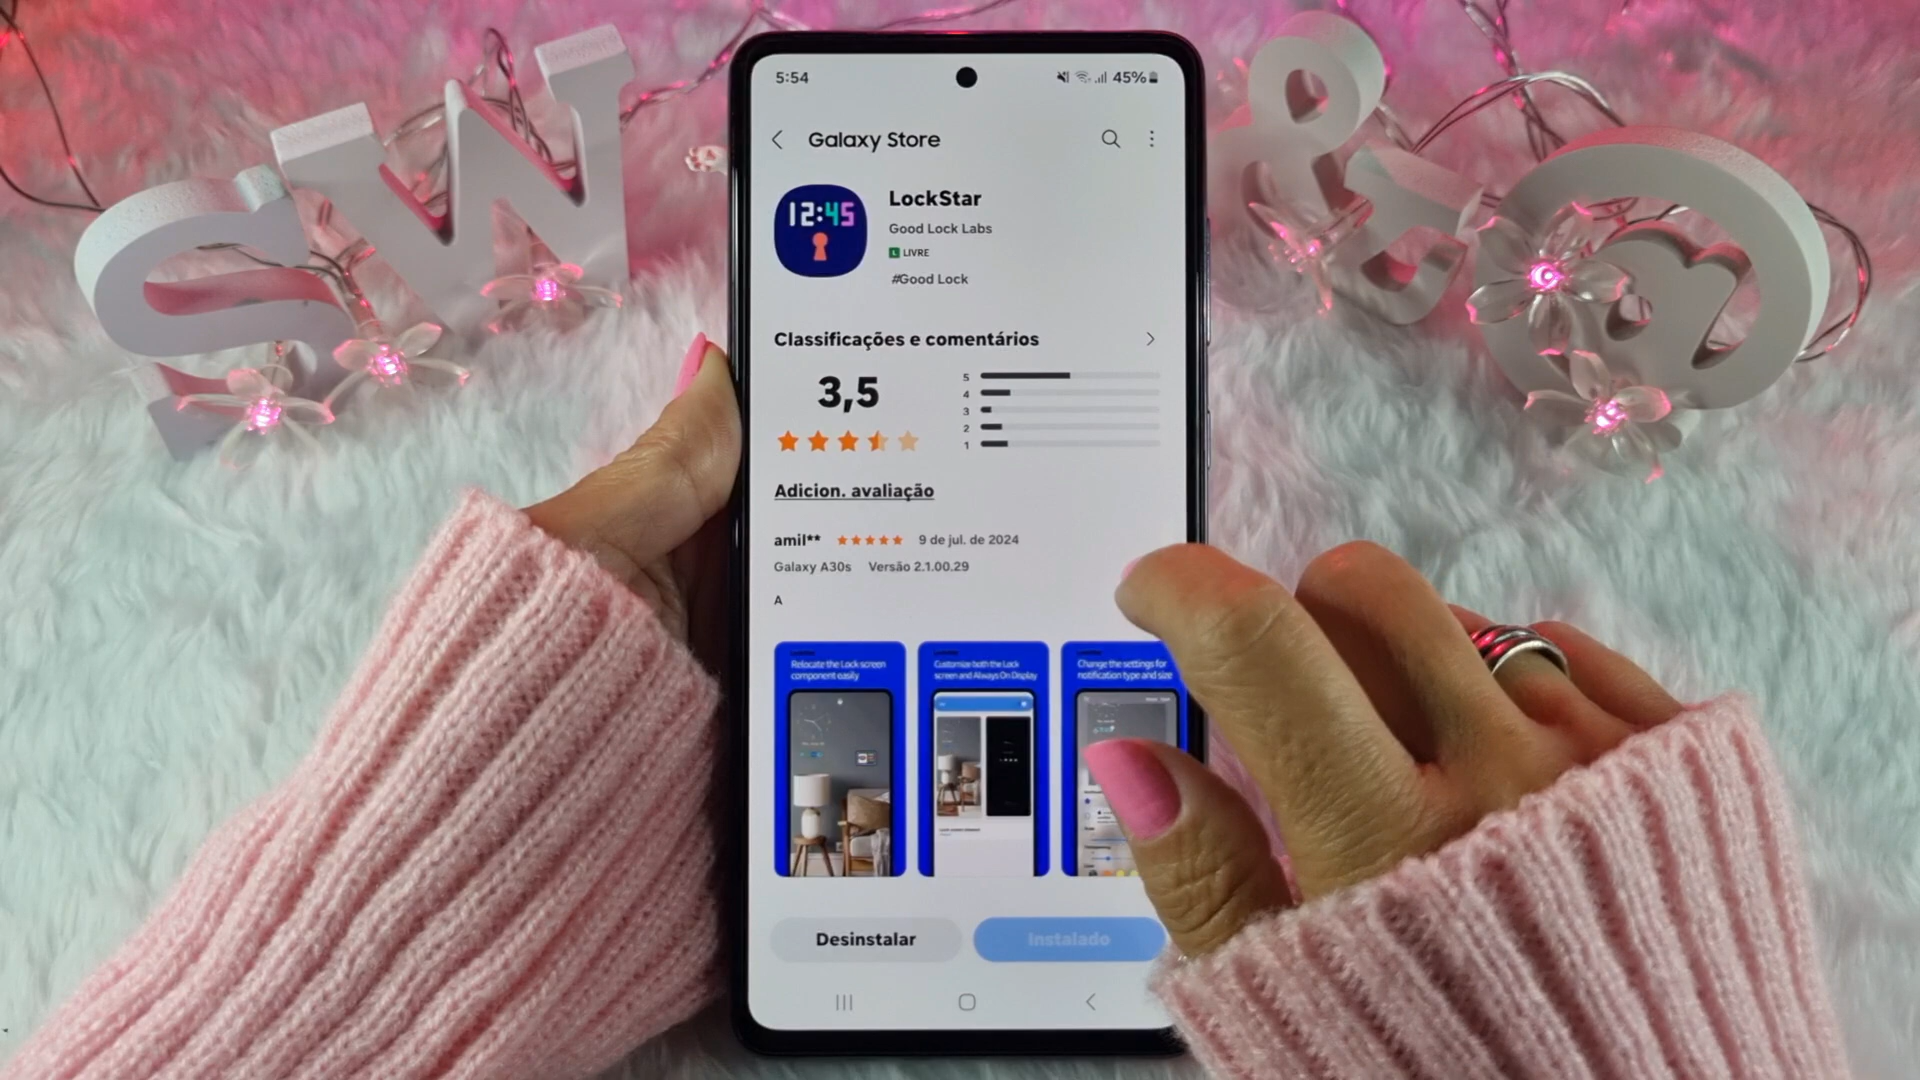 SW
&
5:54
45%
Galaxy Store
12:45
LockStar
Good Lock Labs
L LIVRE
#Good Lock
Classificações e comentários
3,5
5
4
3
2
1
Adicion. avaliação
amil** 9 de jul. de 2024
Galaxy A30s Versão 2.1.00.29
A
Relocate the Lock screen
component easily
Customize both the Lock
screen and Always On Display
Change the settings for
notification type and size
Desinstalar
Instalado